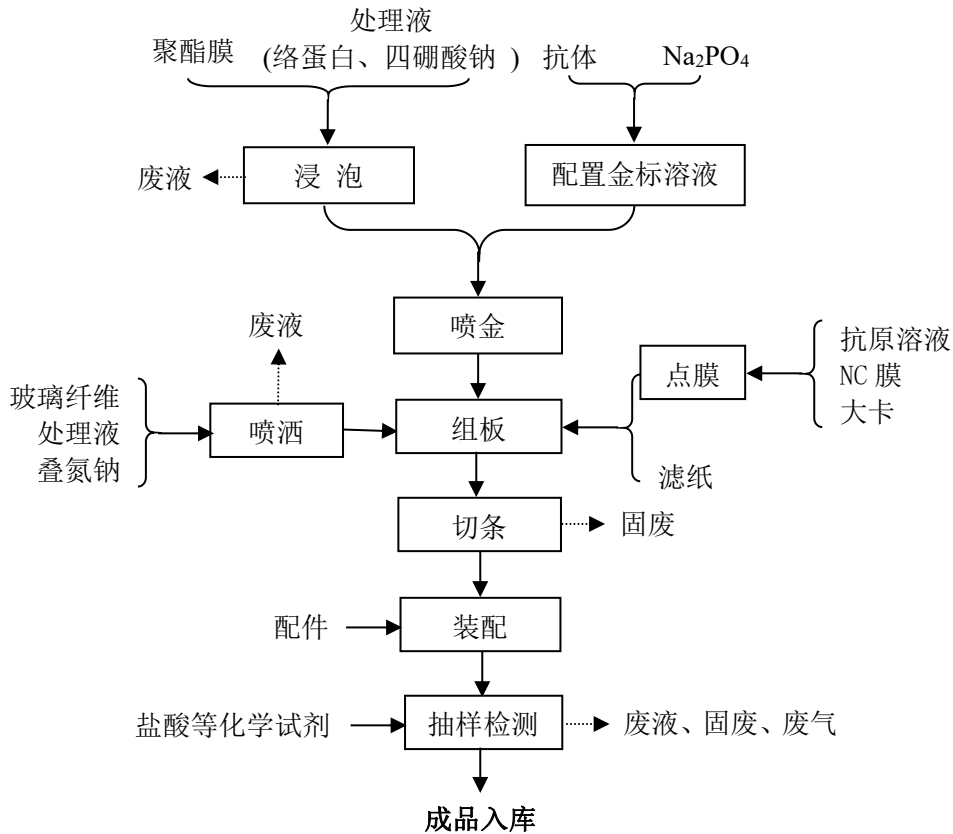 处理液
聚酯膜 (络蛋白、四硼酸钠 ) 抗体 Na₂PO₄
废液 浸 泡 配置金标溶液
喷金
废液
点膜
抗原溶液
NC 膜
大卡
玻璃纤维
处理液
叠氮钠
喷洒
组板
滤纸
切条 固废
配件 装配
盐酸等化学试剂 抽样检测 废液、固废、废气
成品入库